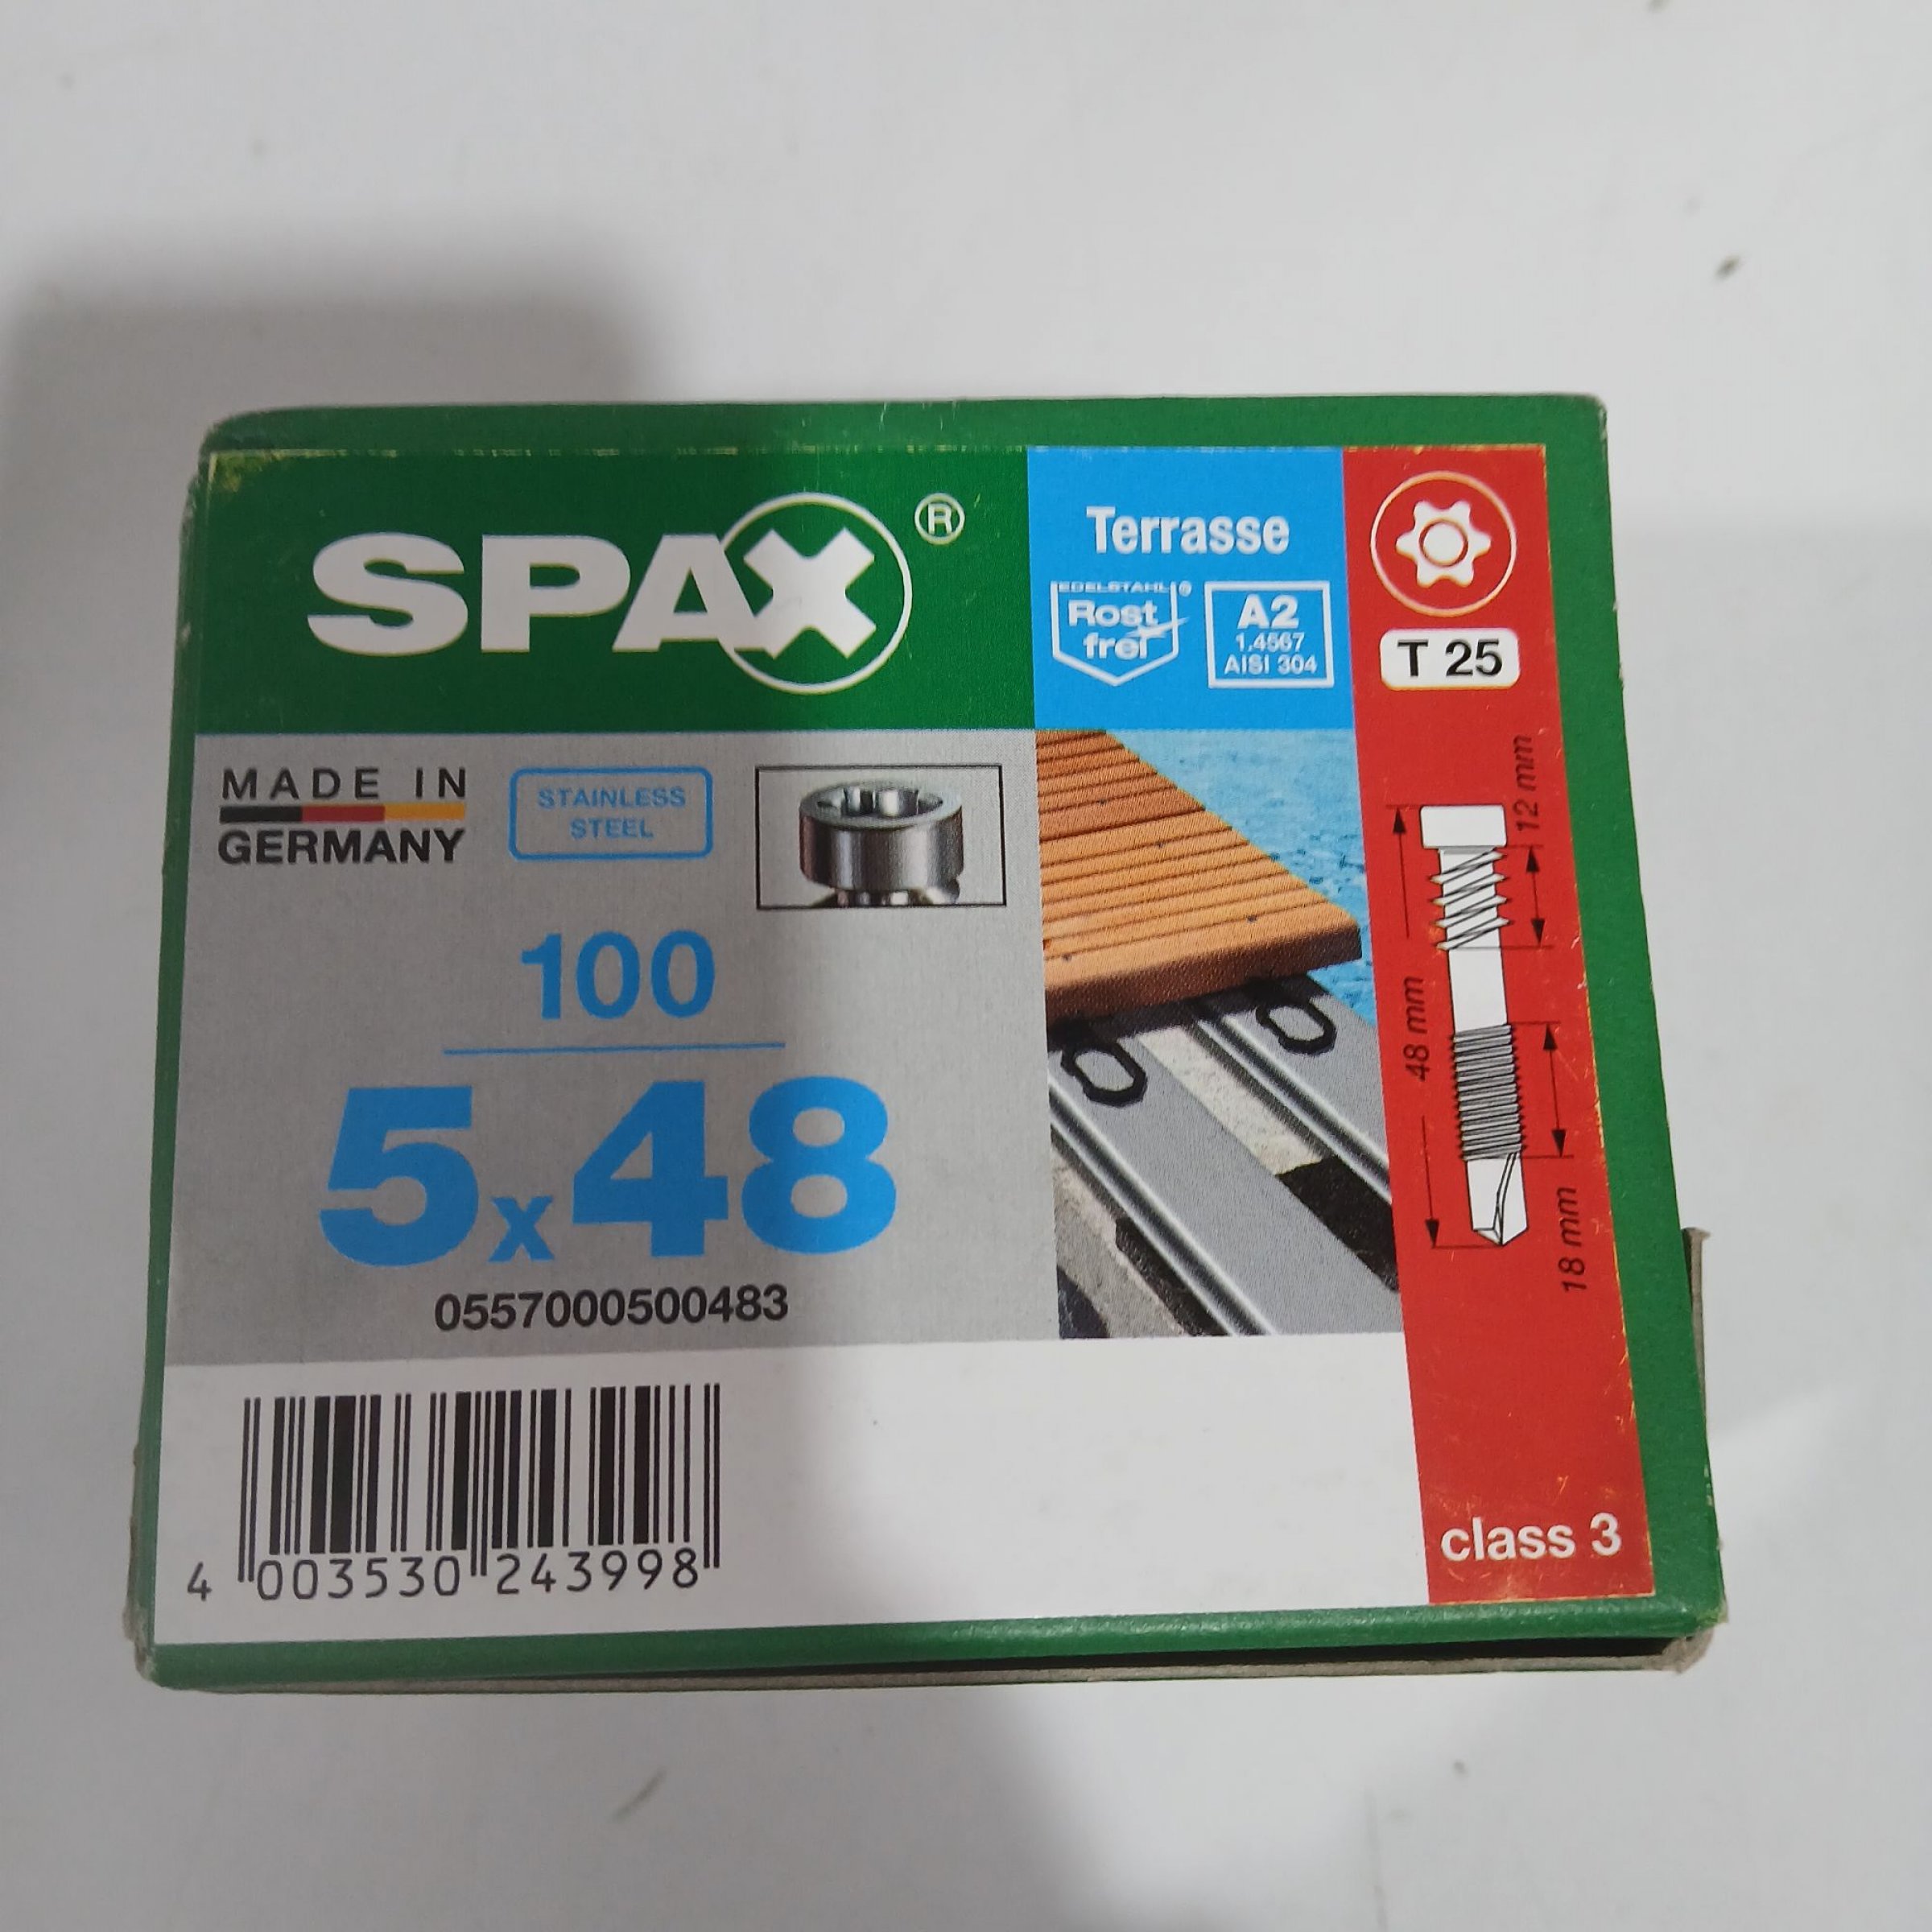 SPAX®
Terrasse
EDELSTAHL®
Rost
frei
A2
1.4567
AISI 304
T 25
MADE IN
GERMANY
STAINLESS
STEEL
12 mm
48 mm
18 mm
100
5x48
0557000500483
4 003530 243998
class 3